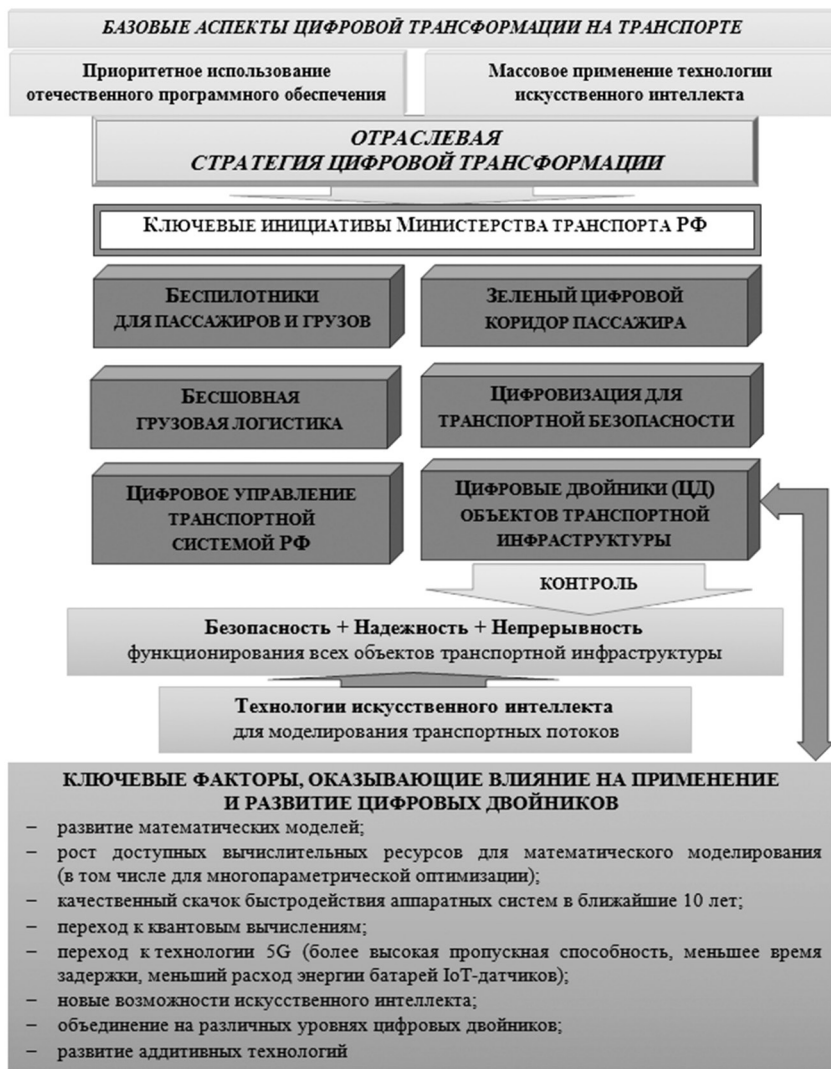 БАЗОВЫЕ АСПЕКТЫ ЦИФРОВОЙ ТРАНСФОРМАЦИИ НА ТРАНСПОРТЕ
Приоритетное использование
отечественного программного обеспечения
Массовое применение технологии
искусственного интеллекта
ОТРАСЛЕВАЯ
СТРАТЕГИЯ ЦИФРОВОЙ ТРАНСФОРМАЦИИ
КЛЮЧЕВЫЕ ИНИЦИАТИВЫ МИНИСТЕРСТВА ТРАНСПОРТА РФ
БЕСПИЛОТНИКИ
ДЛЯ ПАССАЖИРОВ И ГРУЗОВ
ЗЕЛЕНЫЙ ЦИФРОВОЙ
КОРИДОР ПАССАЖИРА
БЕСШОВНАЯ
ГРУЗОВАЯ ЛОГИСТИКА
ЦИФРОВИЗАЦИЯ ДЛЯ
ТРАНСПОРТНОЙ БЕЗОПАСНОСТИ
ЦИФРОВОЕ УПРАВЛЕНИЕ
ТРАНСПОРТНОЙ
СИСТЕМОЙ РФ
ЦИФРОВЫЕ ДВОЙНИКИ (ЦД)
ОБЪЕКТОВ ТРАНСПОРТНОЙ
ИНФРАСТРУКТУРЫ
КОНТРОЛЬ
Безопасность + Надежность + Непрерывность
функционирования всех объектов транспортной инфраструктуры
Технологии искусственного интеллекта
для моделирования транспортных потоков
КЛЮЧЕВЫЕ ФАКТОРЫ, ОКАЗЫВАЮЩИЕ ВЛИЯНИЕ НА ПРИМЕНЕНИЕ
И РАЗВИТИЕ ЦИФРОВЫХ ДВОЙНИКОВ
– развитие математических моделей;
– рост доступных вычислительных ресурсов для математического моделирования
(в том числе для многопараметрической оптимизации);
– качественный скачок быстродействия аппаратных систем в ближайшие 10 лет;
– переход к квантовым вычислениям;
– переход к технологии 5G (более высокая пропускная способность, меньшее время
задержки, меньший расход энергии батарей IoT-датчиков);
– новые возможности искусственного интеллекта;
– объединение на различных уровнях цифровых двойников;
– развитие аддитивных технологий